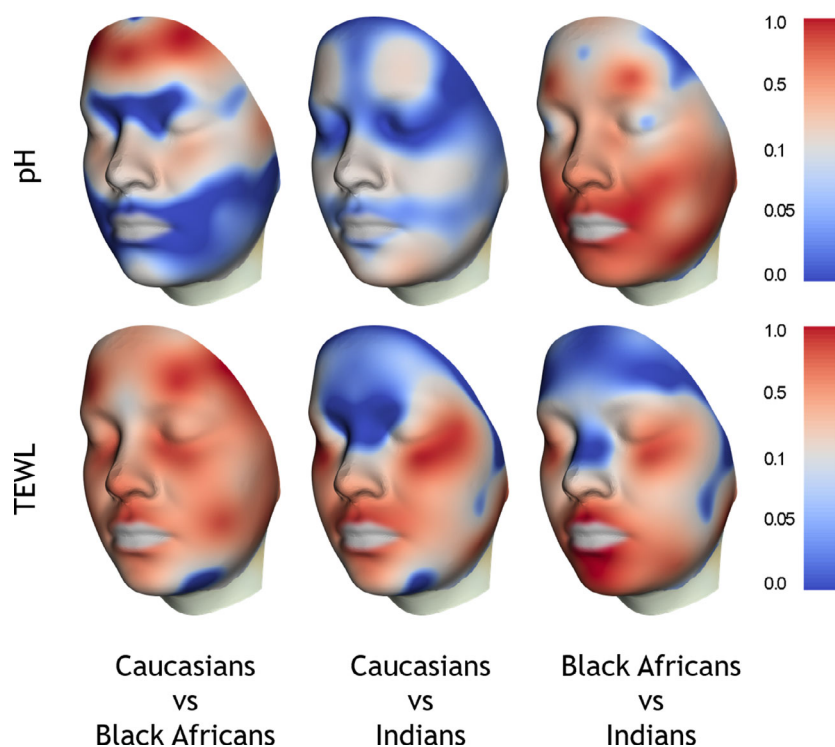 pH
1.0
0.5
0.1
0.05
0.0
TEWL
1.0
0.5
0.1
0.05
0.0
Caucasians
vs
Black Africans
Caucasians
vs
Indians
Black Africans
vs
Indians